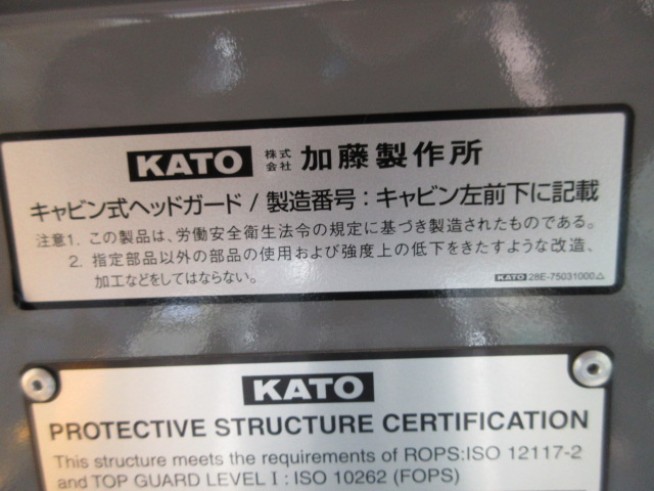 KATO 株式会社 加藤製作所
キャビン式ヘッドガード / 製造番号：キャビン左前下に記載
注意1. この製品は、労働安全衛生法令の規定に基づき製造されたものである。
2. 指定部品以外の部品の使用および強度上の低下をきたすような改造、
加工などをしてはならない。
KATO 28E-75031000△
KATO
PROTECTIVE STRUCTURE CERTIFICATION
This structure meets the requirements of ROPS:ISO 12117-2
and TOP GUARD LEVEL I : ISO 10262 (FOPS)